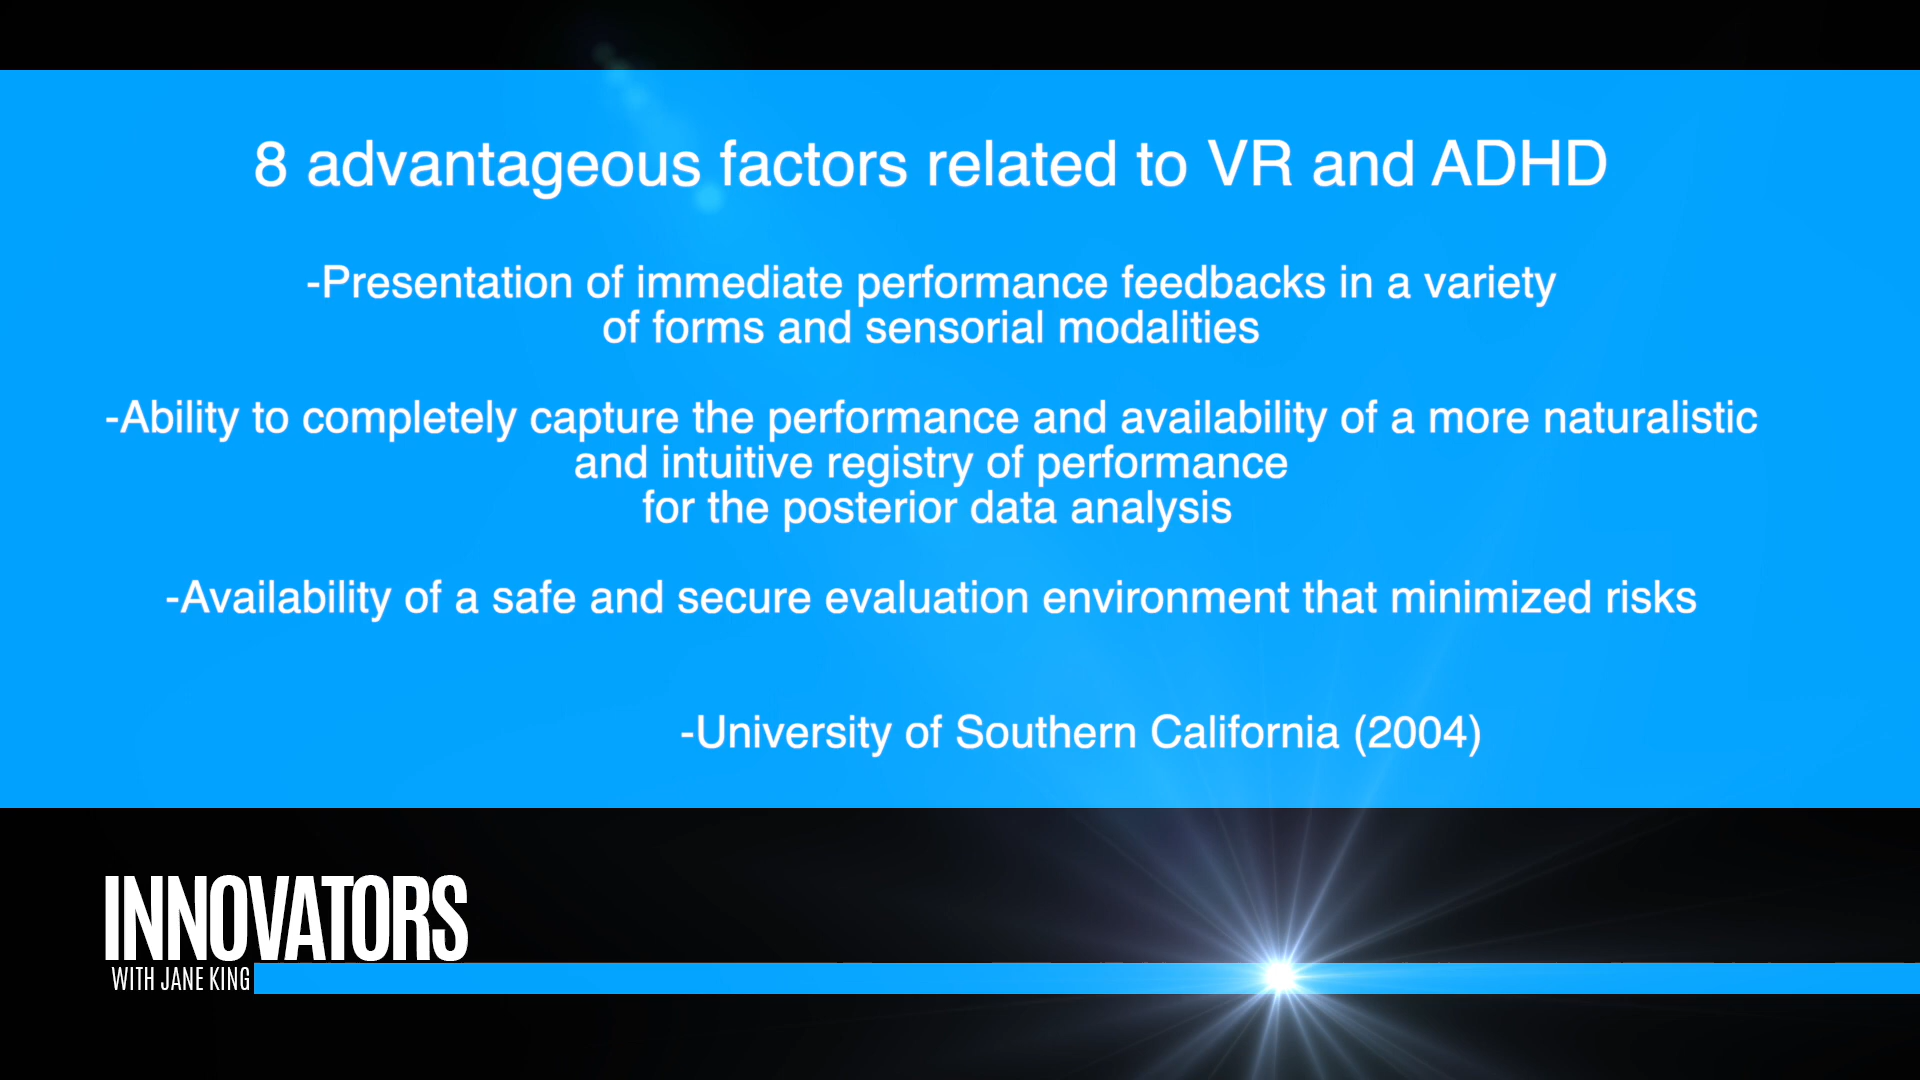 8 advantageous factors related to VR and ADHD
-Presentation of immediate performance feedbacks in a variety
of forms and sensorial modalities
-Ability to completely capture the performance and availability of a more naturalistic
and intuitive registry of performance
for the posterior data analysis
-Availability of a safe and secure evaluation environment that minimized risks
-University of Southern California (2004)
INNOVATORS
WITH JANE KING